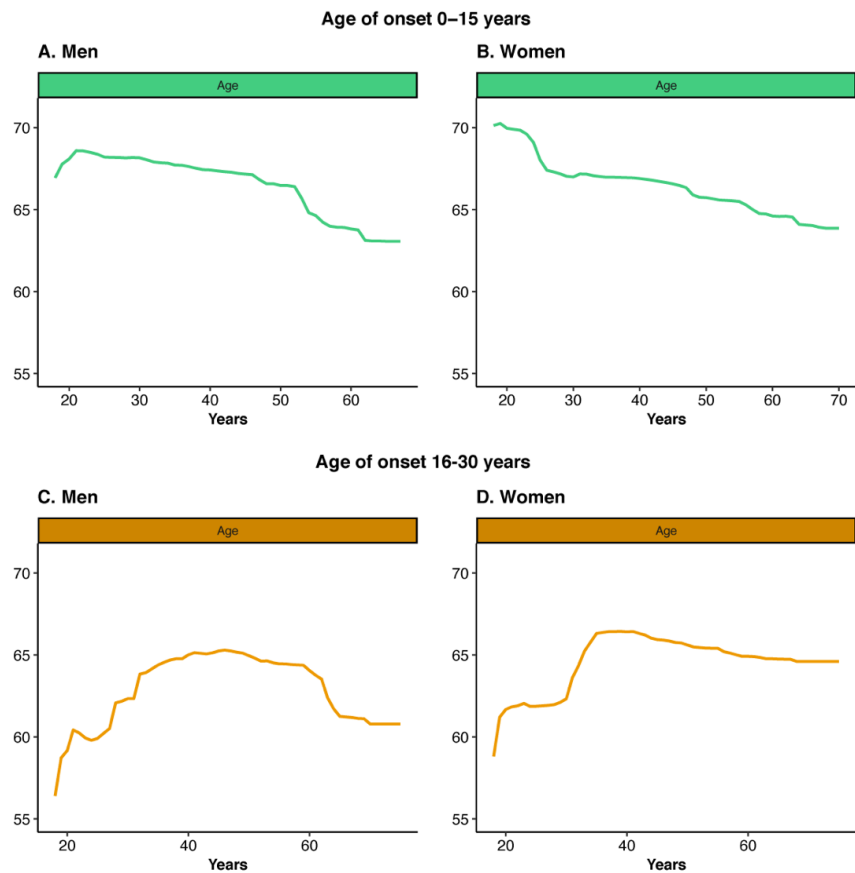 Age of onset 0–15 years
A. Men
B. Women
Age
Age
70
65
60
55
70
65
60
55
20 30 40 50 60
20 30 40 50 60 70
Years
Years
Age of onset 16-30 years
C. Men
D. Women
Age
Age
70
65
60
55
70
65
60
55
20 40 60
20 40 60
Years
Years